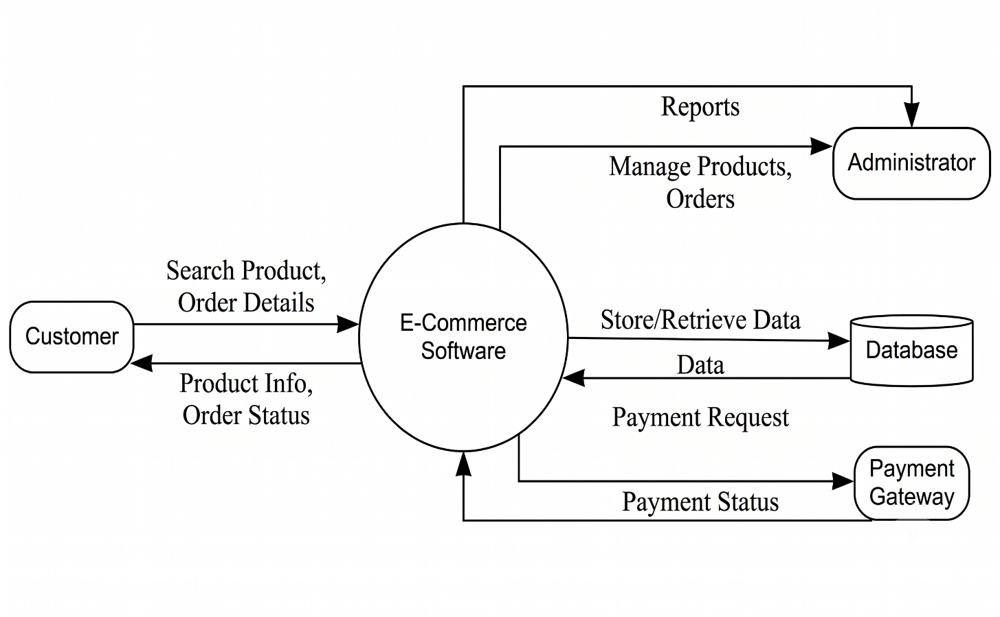 Reports
Administrator
Manage Products,
Orders
Search Product,
Order Details
Customer
E-Commerce
Software
Store/Retrieve Data
Database
Data
Product Info,
Order Status
Payment Request
Payment
Gateway
Payment Status